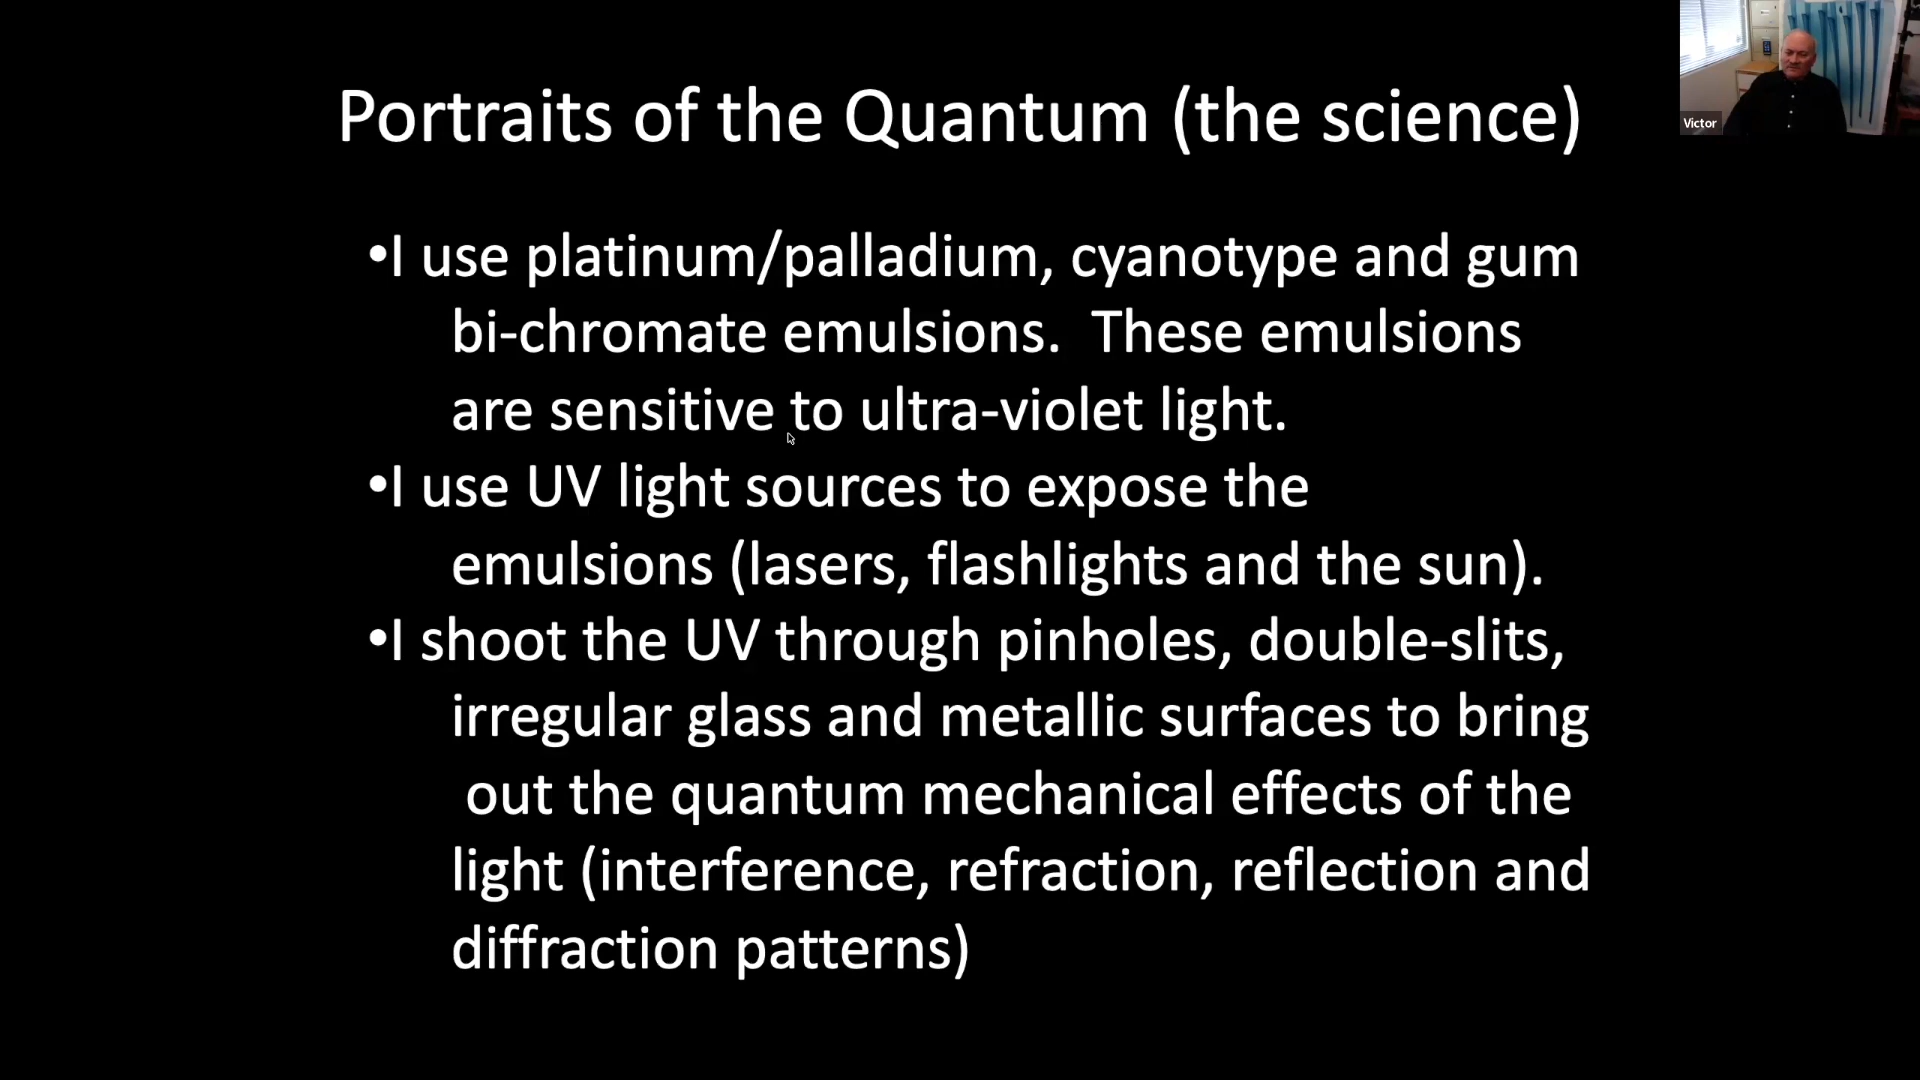 Portraits of the Quantum (the science)
Victor
•I use platinum/palladium, cyanotype and gum
bi-chromate emulsions.  These emulsions
are sensitive to ultra-violet light.
•I use UV light sources to expose the
emulsions (lasers, flashlights and the sun).
•I shoot the UV through pinholes, double-slits,
irregular glass and metallic surfaces to bring
out the quantum mechanical effects of the
light (interference, refraction, reflection and
diffraction patterns)